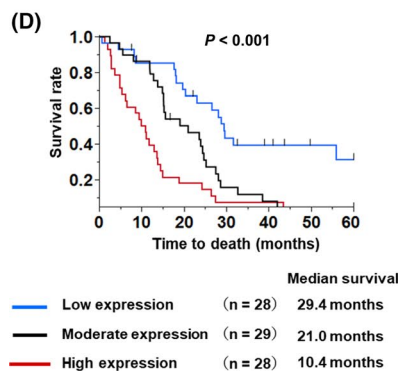 (D)
P < 0.001
Survival rate
1.0
0.8
0.6
0.4
0.2
0 10 20 30 40 50 60
Time to death (months)
Median survival
Low expression (n = 28) 29.4 months
Moderate expression (n = 29) 21.0 months
High expression (n = 28) 10.4 months